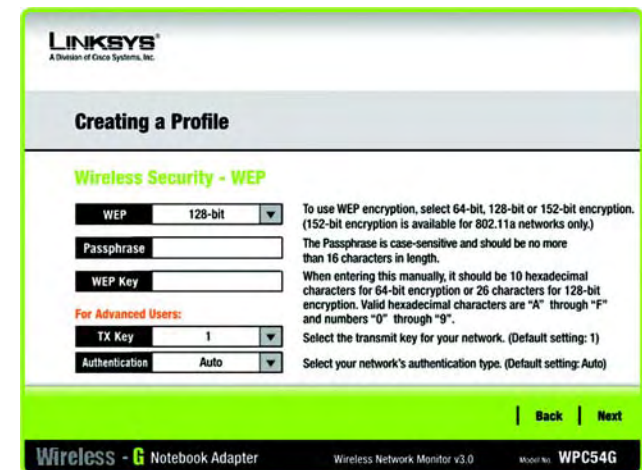 LINKSYS®
A Division of Cisco Systems, Inc.
Creating a Profile
Wireless Security - WEP
WEP 128-bit
To use WEP encryption, select 64-bit, 128-bit or 152-bit encryption.
(152-bit encryption is available for 802.11a networks only.)
Passphrase
The Passphrase is case-sensitive and should be no more
than 16 characters in length.
WEP Key
When entering this manually, it should be 10 hexadecimal
characters for 64-bit encryption or 26 characters for 128-bit
encryption. Valid hexadecimal characters are "A" through "F"
and numbers "0" through "9".
For Advanced Users:
TX Key 1
Select the transmit key for your network. (Default setting: 1)
Authentication Auto
Select your network's authentication type. (Default setting: Auto)
Back | Next
Wireless - G Notebook Adapter Wireless Network Monitor v3.0 Model No. WPC54G